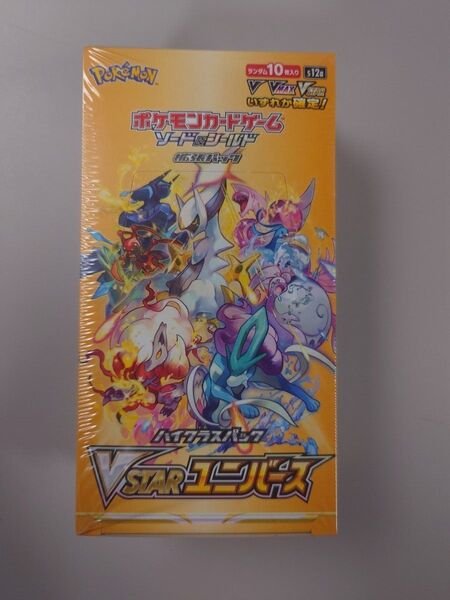 POKÉMON
ランダム10枚入り s12a
V VMAX VSTAR
いずれか確定!
ポケモンカードゲーム
ソード&シールド
拡張パック
ハイクラスパック
VSTARユニバース